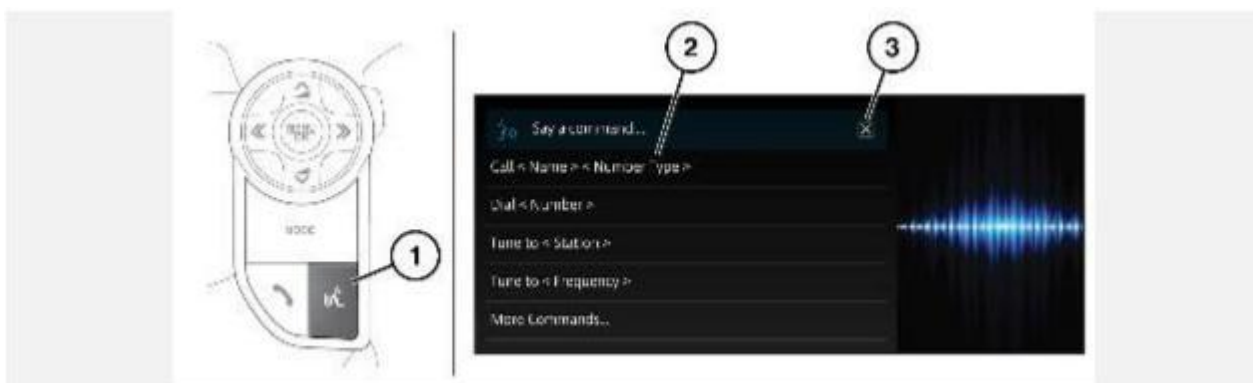 2
3
Say a command...
Call < Name > < Number Type >
Dial < Number >
MODE
1
Tune to < Station >
Tune to < Frequency >
More Commands...